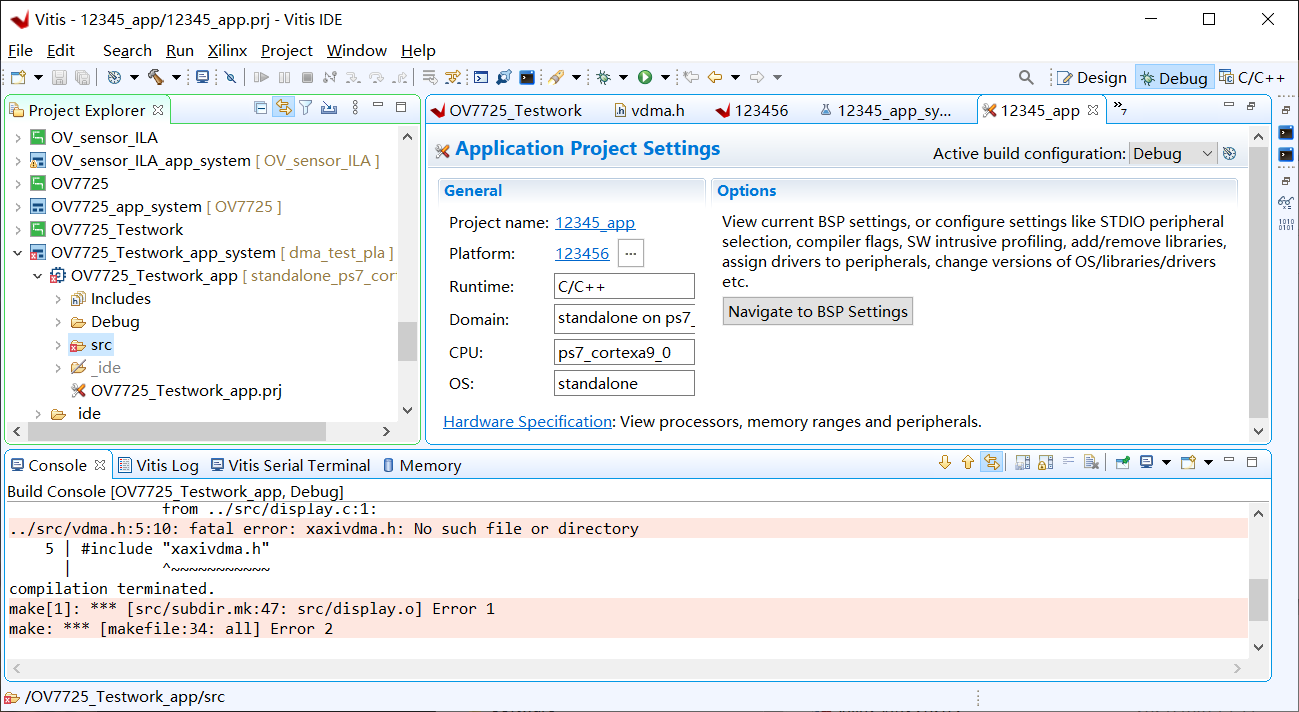 Vitis - 12345_app/12345_app.prj - Vitis IDE
File Edit Search Run Xilinx Project Window Help
Design Debug C/C++
Project Explorer
OV_sensor_ILA
OV_sensor_ILA_app_system [ OV_sensor_ILA ]
OV7725
OV7725_app_system [ OV7725 ]
OV7725_Testwork
OV7725_Testwork_app_system [ dma_test_pla ]
OV7725_Testwork_app [ standalone_ps7_cor
Includes
Debug
src
_ide
OV7725_Testwork_app.prj
ide
OV7725_Testwork vdma.h 123456 12345_app_sy... 12345_app »7
Application Project Settings
Active build configuration: Debug
General
Project name: 12345_app
Platform: 123456 ...
Runtime: C/C++
Domain: standalone on ps7_
CPU: ps7_cortexa9_0
OS: standalone
Options
View current BSP settings, or configure settings like STDIO peripheral
selection, compiler flags, SW intrusive profiling, add/remove libraries,
assign drivers to peripherals, change versions of OS/libraries/drivers
etc.
Navigate to BSP Settings
Hardware Specification: View processors, memory ranges and peripherals.
Console Vitis Log Vitis Serial Terminal Memory
Build Console [OV7725_Testwork_app, Debug]
from ../src/display.c:1:
../src/vdma.h:5:10: fatal error: xaxivdma.h: No such file or directory
5 | #include "xaxivdma.h"
| ^~~~~~~~~~~~
compilation terminated.
make[1]: *** [src/subdir.mk:47: src/display.o] Error 1
make: *** [makefile:34: all] Error 2
/OV7725_Testwork_app/src